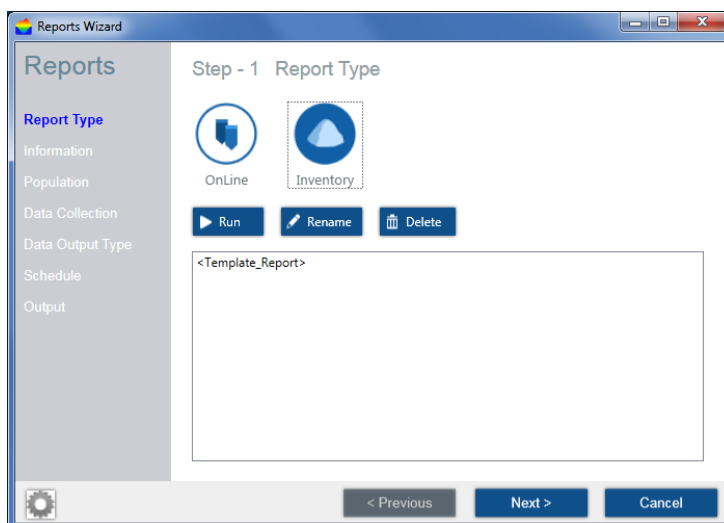 Reports Wizard
Reports
Report Type
Information
Population
Data Collection
Data Output Type
Schedule
Output
Step - 1 Report Type
OnLine Inventory
Run Rename Delete
<Template_Report>
< Previous Next > Cancel